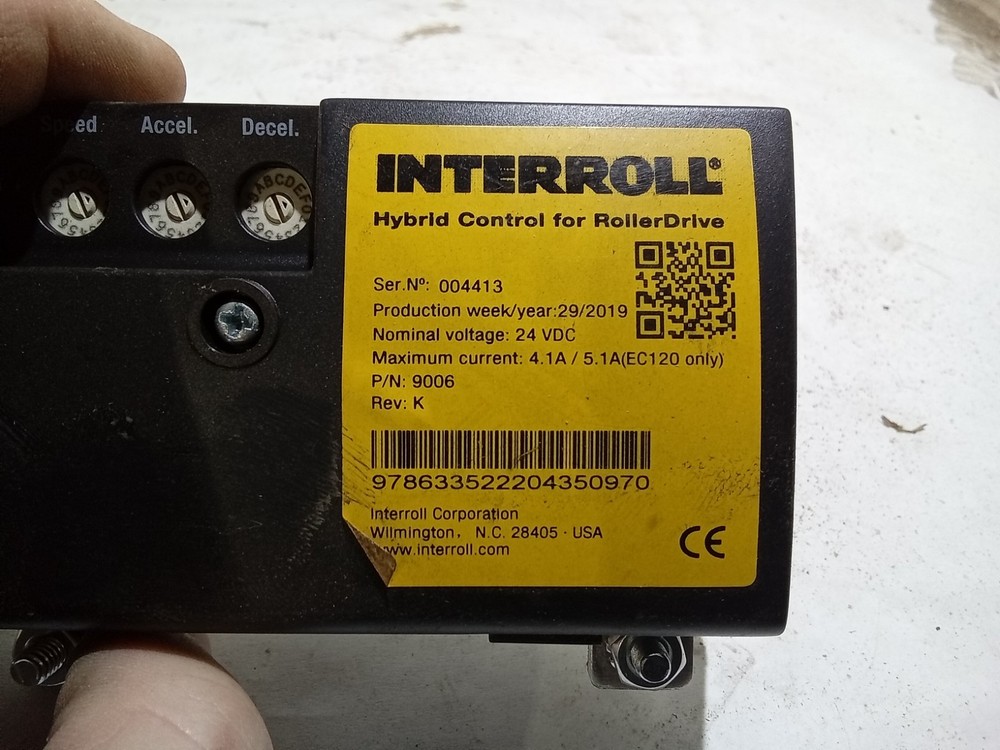 Speed Accel. Decel.
INTERROLL®
Hybrid Control for RollerDrive
Ser.Nº: 004413
Production week/year:29/2019
Nominal voltage: 24 VDC
Maximum current: 4.1A / 5.1A(EC120 only)
P/N: 9006
Rev: K
978633522204350970
Interroll Corporation
Wilmington, N.C. 28405 · USA
www.interroll.com
CE